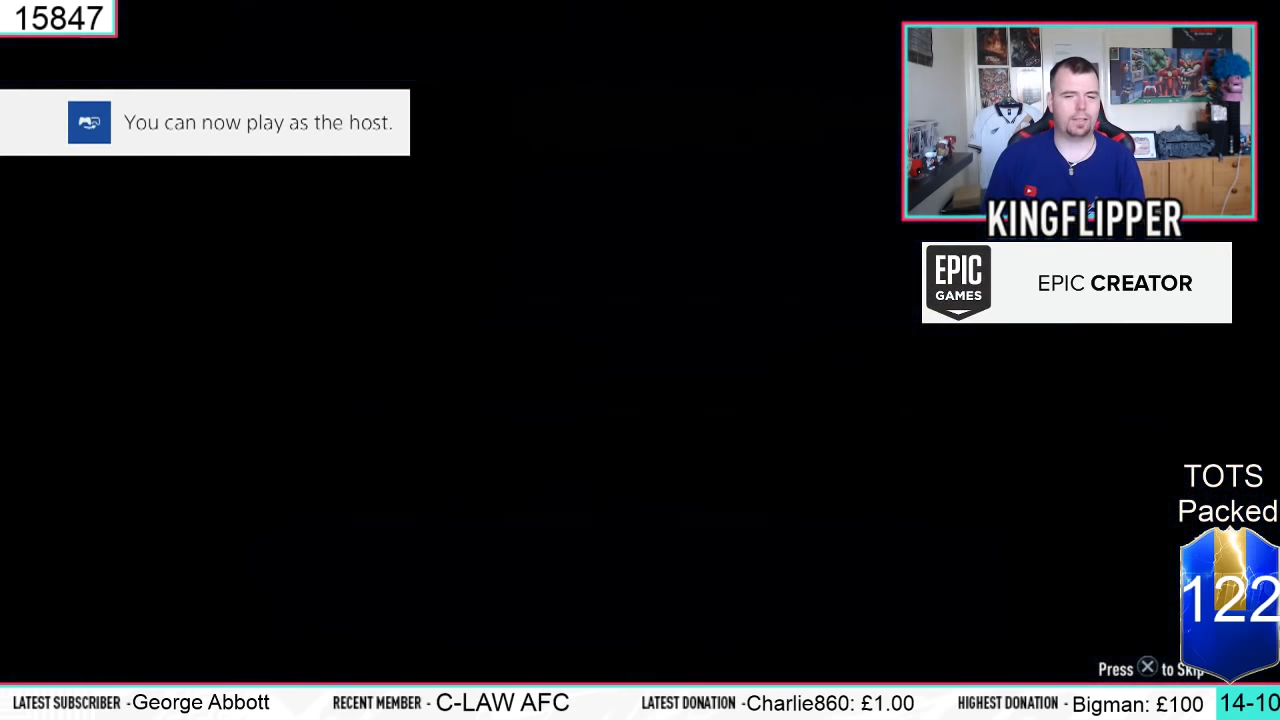 15847
You can now play as the host.
KINGFLIPPER
EPIC
GAMES
EPIC CREATOR
TOTS
Packed
122
Press ⓧ to Skip
LATEST SUBSCRIBER - George Abbott
RECENT MEMBER - C-LAW AFC
LATEST DONATION - Charlie860: £1.00
HIGHEST DONATION - Bigman: £100
14-10